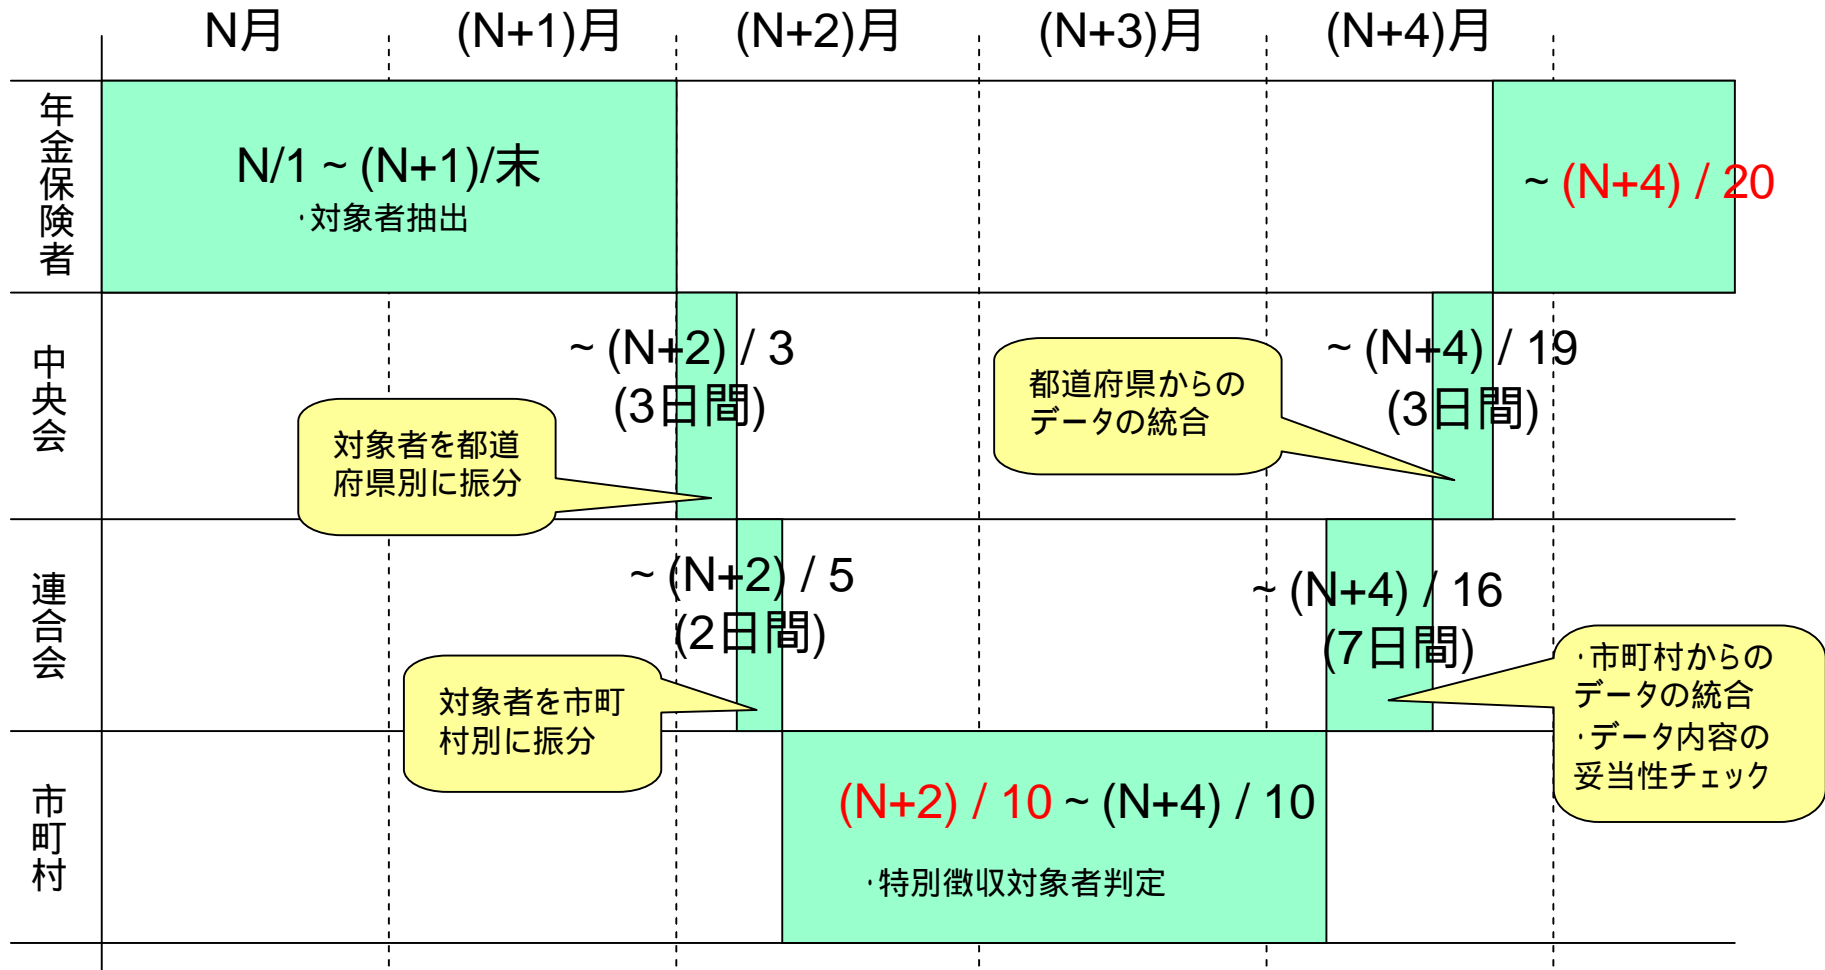 N月 (N+1)月 (N+2)月 (N+3)月 (N+4)月
年金保険者
N/1 ~ (N+1)/末
・対象者抽出
~ (N+4) / 20
中央会
~ (N+2) / 3
(3日間)
対象者を都道
府県別に振分
都道府県からの
データの統合
~ (N+4) / 19
(3日間)
連合会
~ (N+2) / 5
(2日間)
対象者を市町
村別に振分
~ (N+4) / 16
(7日間)
・市町村からの
データの統合
・データ内容の
妥当性チェック
市町村
(N+2) / 10 ~ (N+4) / 10
・特別徴収対象者判定